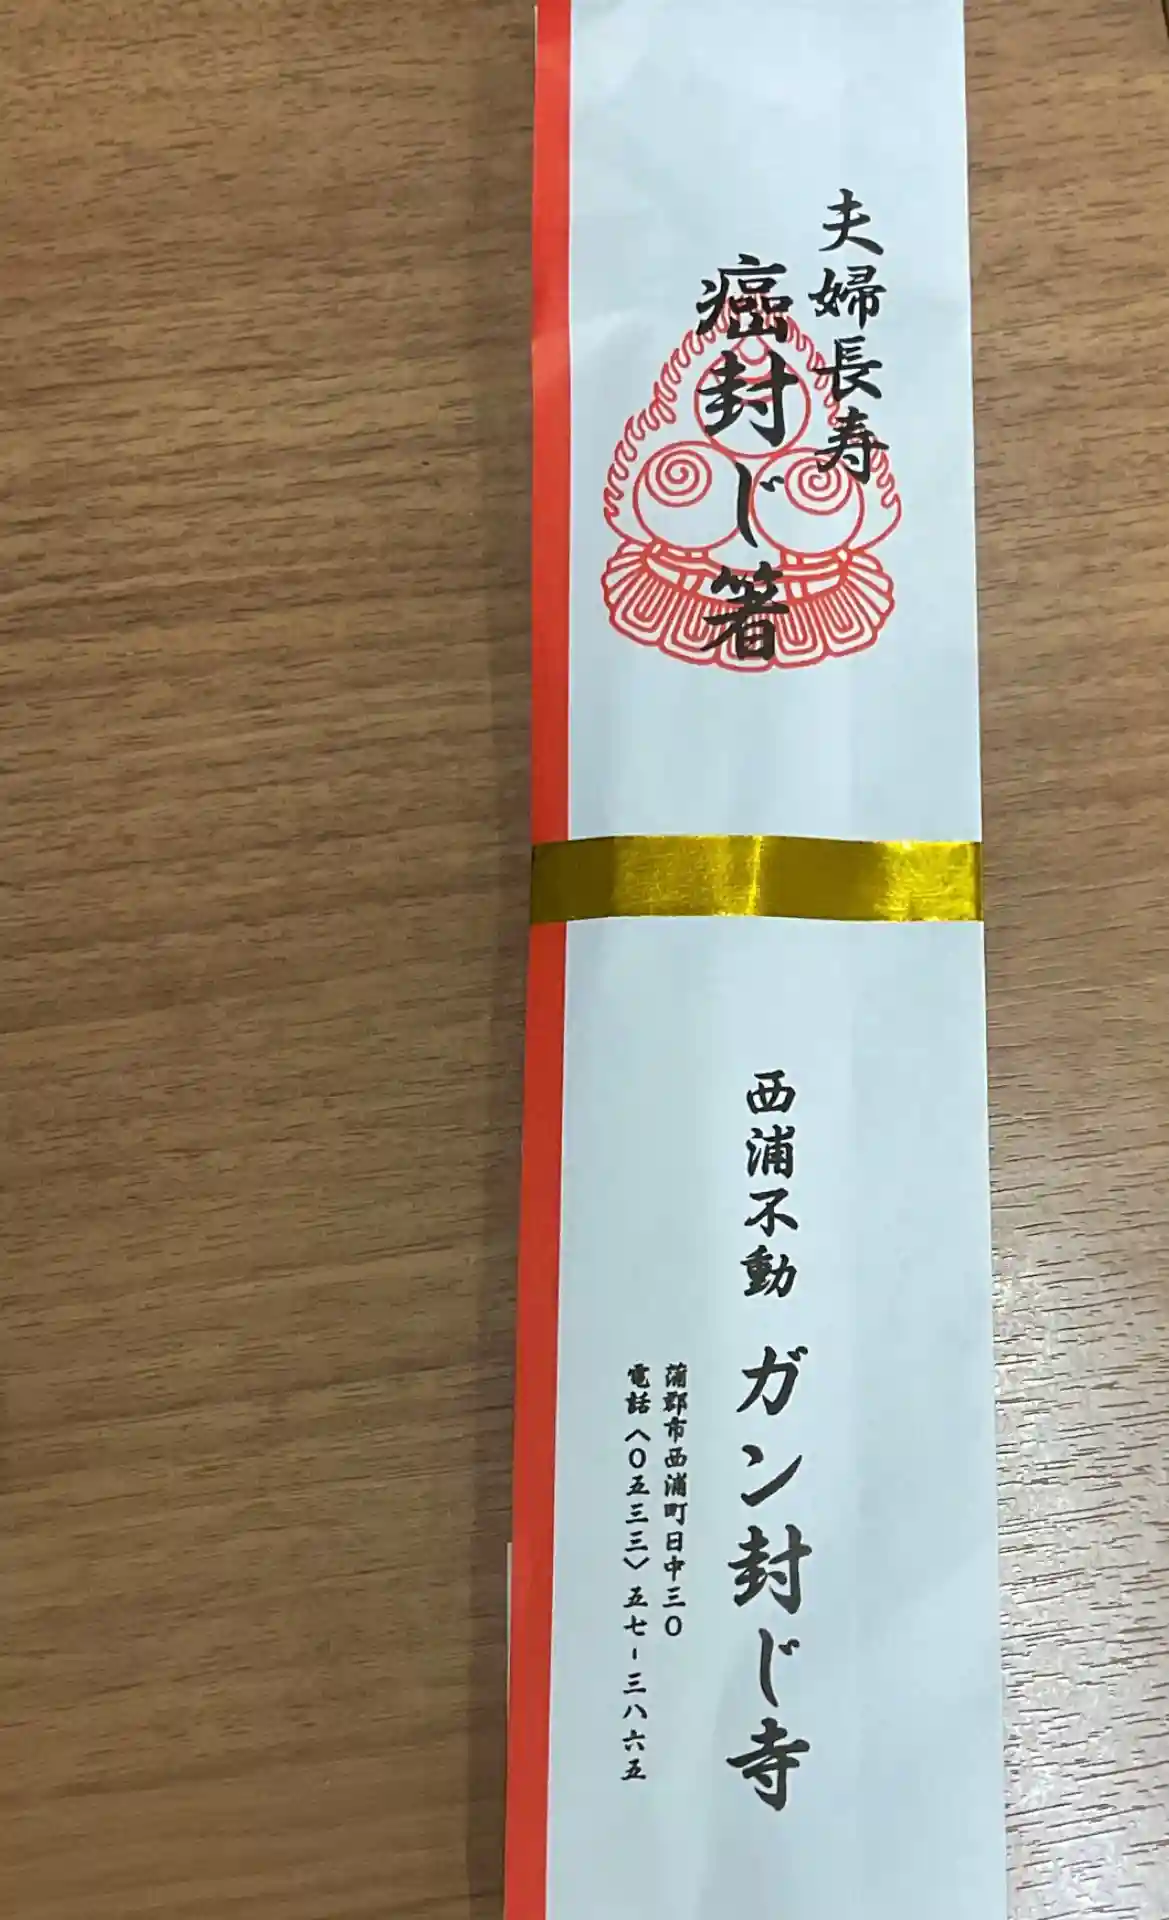 夫婦長寿
癌封じ箸
西浦不動 ガン封じ寺
蒲郡市西浦町日中三〇
電話〈〇五三三〉五七-三八六五